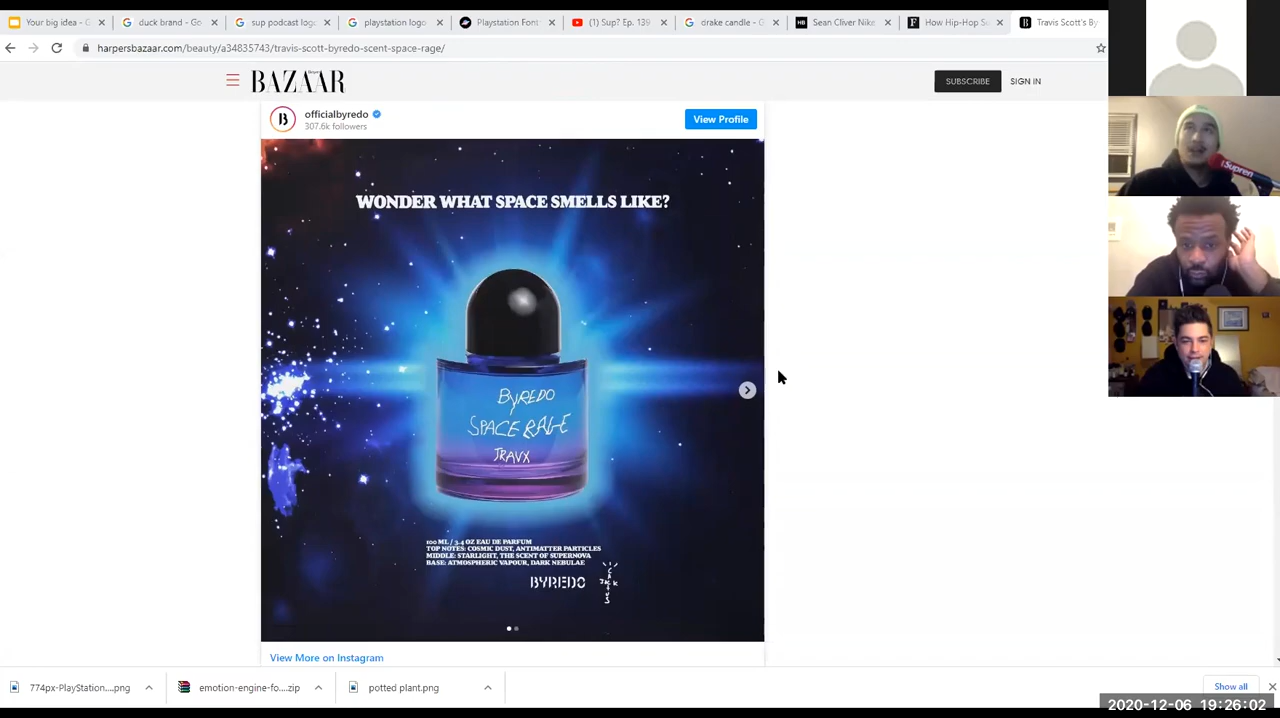 Your big idea - G
duck brand - Go
sup podcast log
playstation logo
Playstation Font
(1) Sup? Ep. 139
drake candle - G
Sean Cliver Nike
How Hip-Hop S
Travis Scott's By
harpersbazaar.com/beauty/a34835743/travis-scott-byredo-scent-space-rage/
BAZAAR
SUBSCRIBE
SIGN IN
officialbyredo
307.6k followers
View Profile
WONDER WHAT SPACE SMELLS LIKE?
BYREDO
SPACE RAGE
TRAVX
100 ML / 3.4 OZ EAU DE PARFUM
TOP NOTES: COSMIC DUST, ANTIMATTER PARTICLES
MIDDLE: STARLIGHT, THE SCENT OF SUPERNOVA
BASE: ATMOSPHERIC VAPOUR, DARK NEBULAE
BYREDO
CACTUS
JACK
View More on Instagram
774px-PlayStation....png
emotion-engine-fo....zip
potted plant.png
Show all
Suprem
2020-12-06 19:26:02